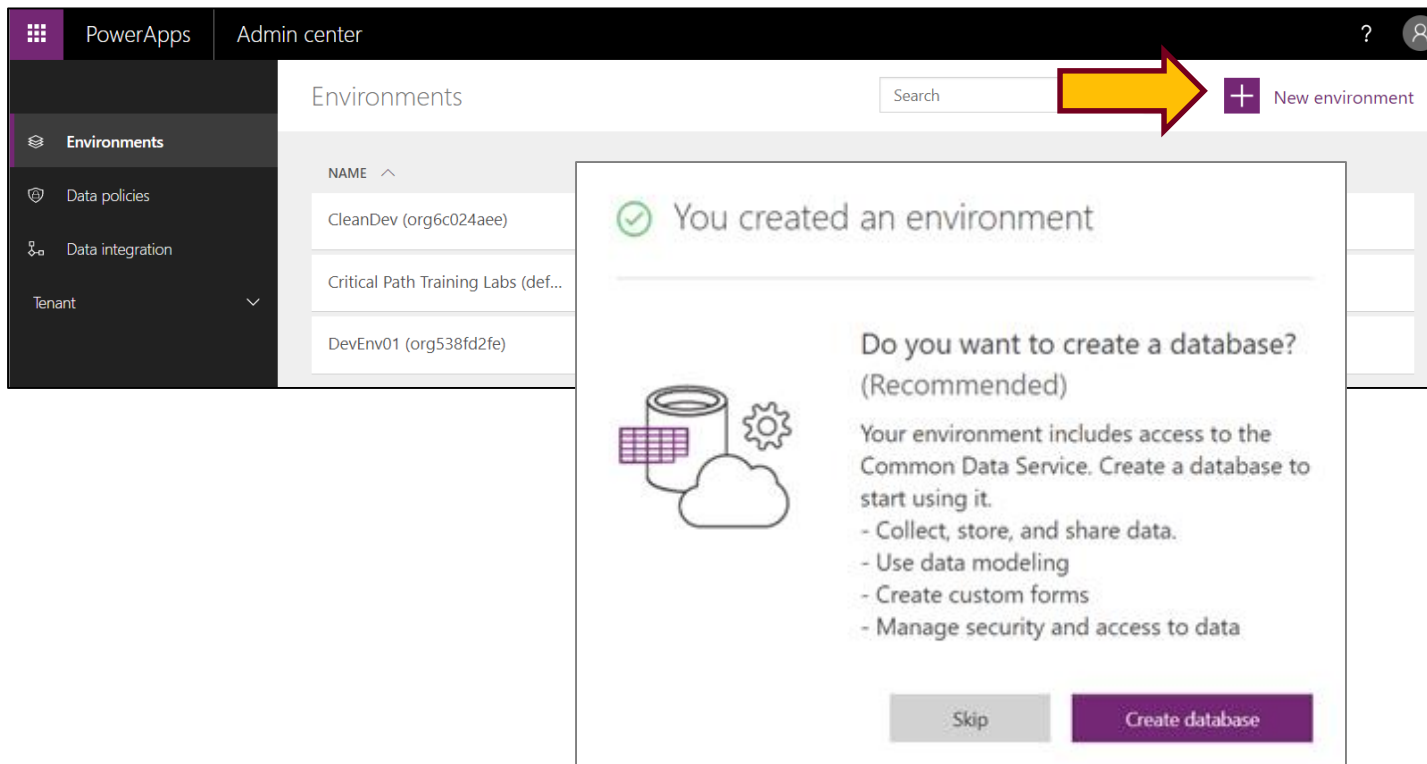 PowerApps Admin center ?
Environments
Search
New environment
Environments
Data policies
Data integration
Tenant
NAME
CleanDev (org6c024aee)
Critical Path Training Labs (def...
DevEnv01 (org538fd2fe)
You created an environment
Do you want to create a database?
(Recommended)
Your environment includes access to the
Common Data Service. Create a database to
start using it.
- Collect, store, and share data.
- Use data modeling
- Create custom forms
- Manage security and access to data
Skip
Create database